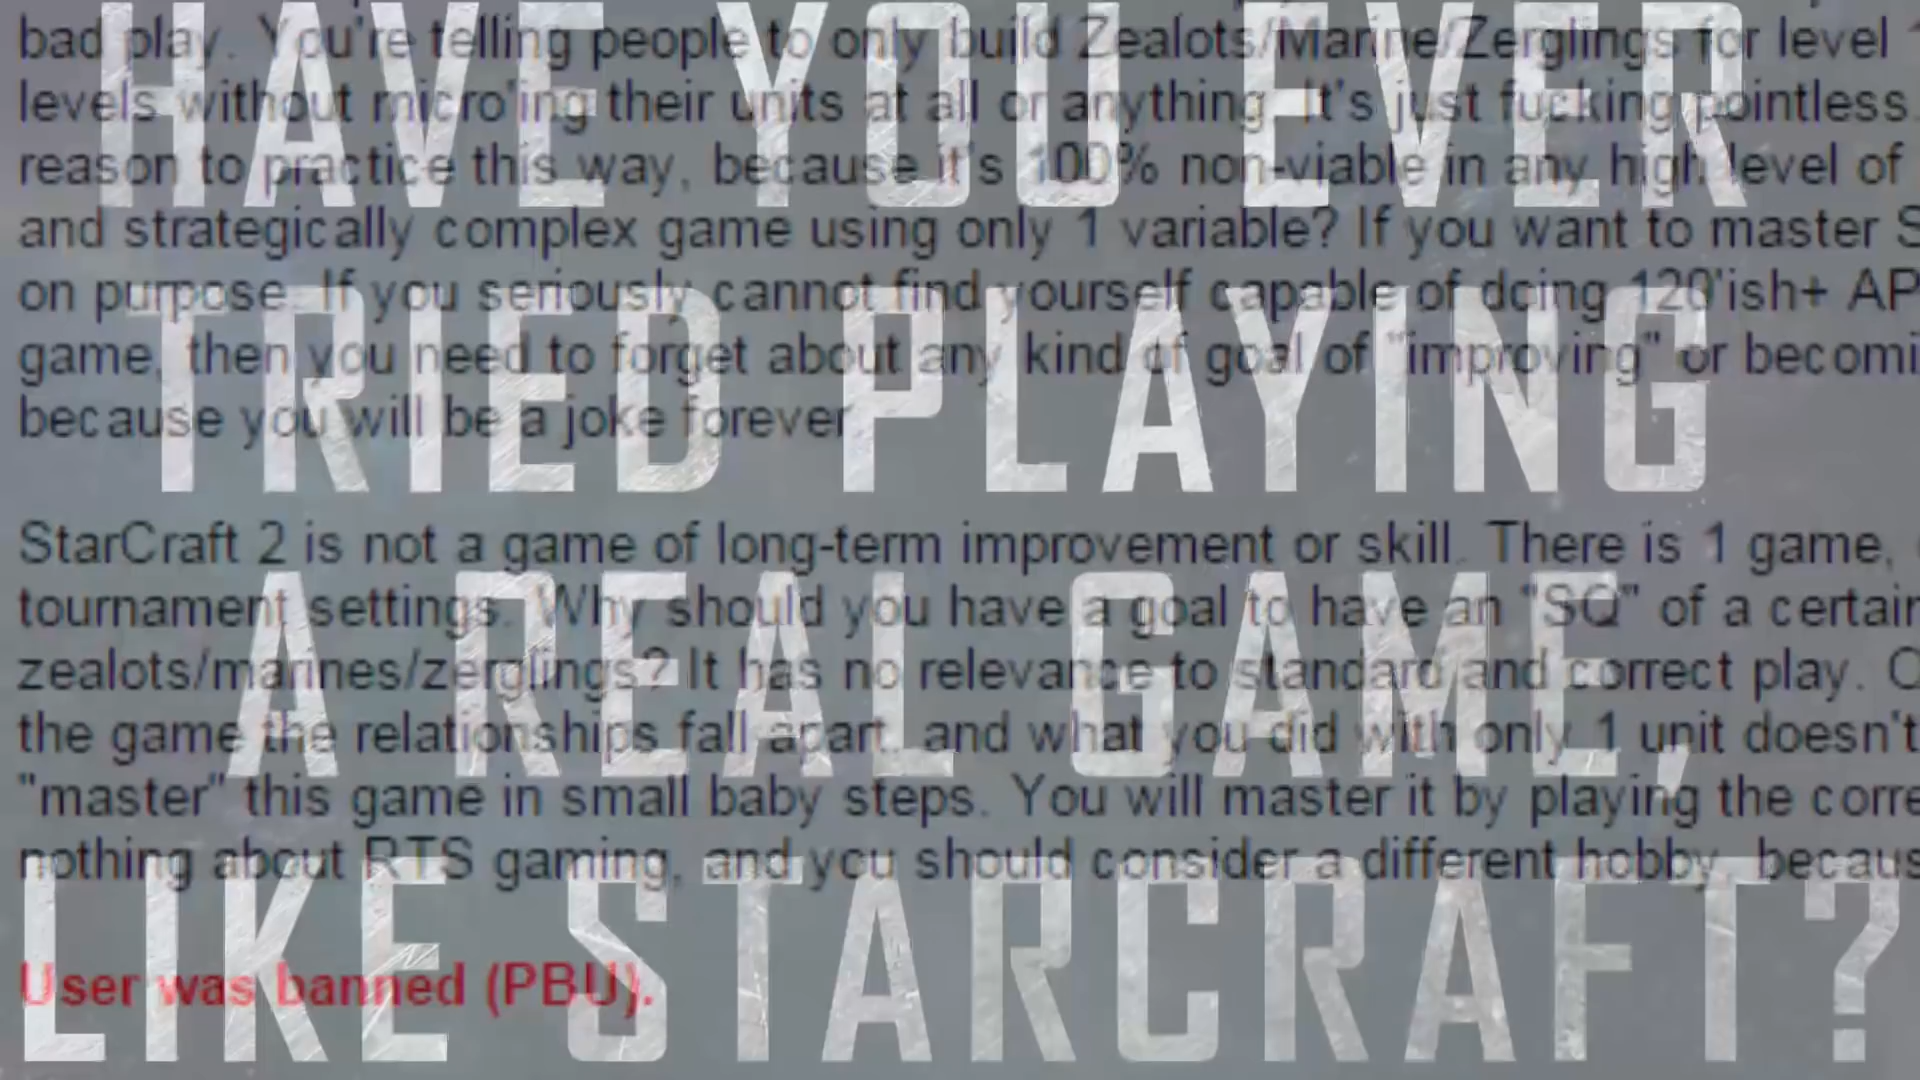 bad play. You're telling people to only build Zealots/Marine/Zerglings for level
levels without micro'ing their units at all or anything. It's just fucking pointless.
reason to practice this way, because it's 100% non-viable in any high level of
and strategically complex game using only 1 variable? If you want to master
on purpose. If you seriously cannot find yourself capable of doing 120'ish+
game, then you need to forget about any kind of goal of "improving" or
because you will be a joke forever
StarCraft 2 is not a game of long-term improvement or skill. There is 1 game,
tournament settings. Why should you have a goal to have an "SQ" of a certain
zealots/marines/zerglings? It has no relevance to standard and correct play.
the game the relationships fall apart, and what you did with only 1 unit doesn't
"master" this game in small baby steps. You will master it by playing the
nothing about RTS gaming, and you should consider a different hobby,
User was banned (PBU).
HAVE YOU EVER
TRIED PLAYING
A REAL GAME,
LIKE STARCRAFT?